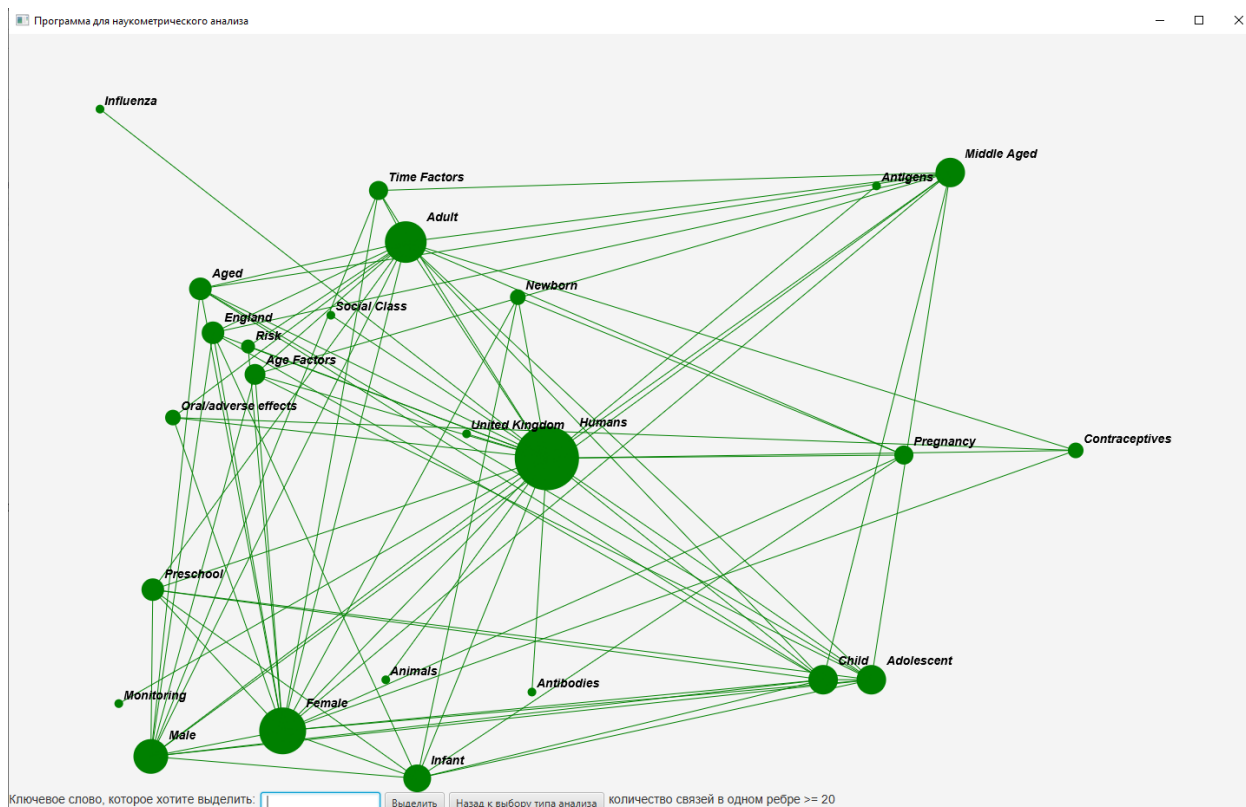 Программа для наукометрического анализа
Influenza
Middle Aged
Time Factors
Antigens
Adult
Aged
Newborn
Social Class
England
Risk
Age Factors
Oral/adverse effects
United Kingdom
Humans
Pregnancy
Contraceptives
Preschool
Child
Adolescent
Animals
Antibodies
Monitoring
Female
Male
Infant
Ключевое слово, которое хотите выделить: Выделить Назад к выбору типа анализа количество связей в одном ребре >= 20